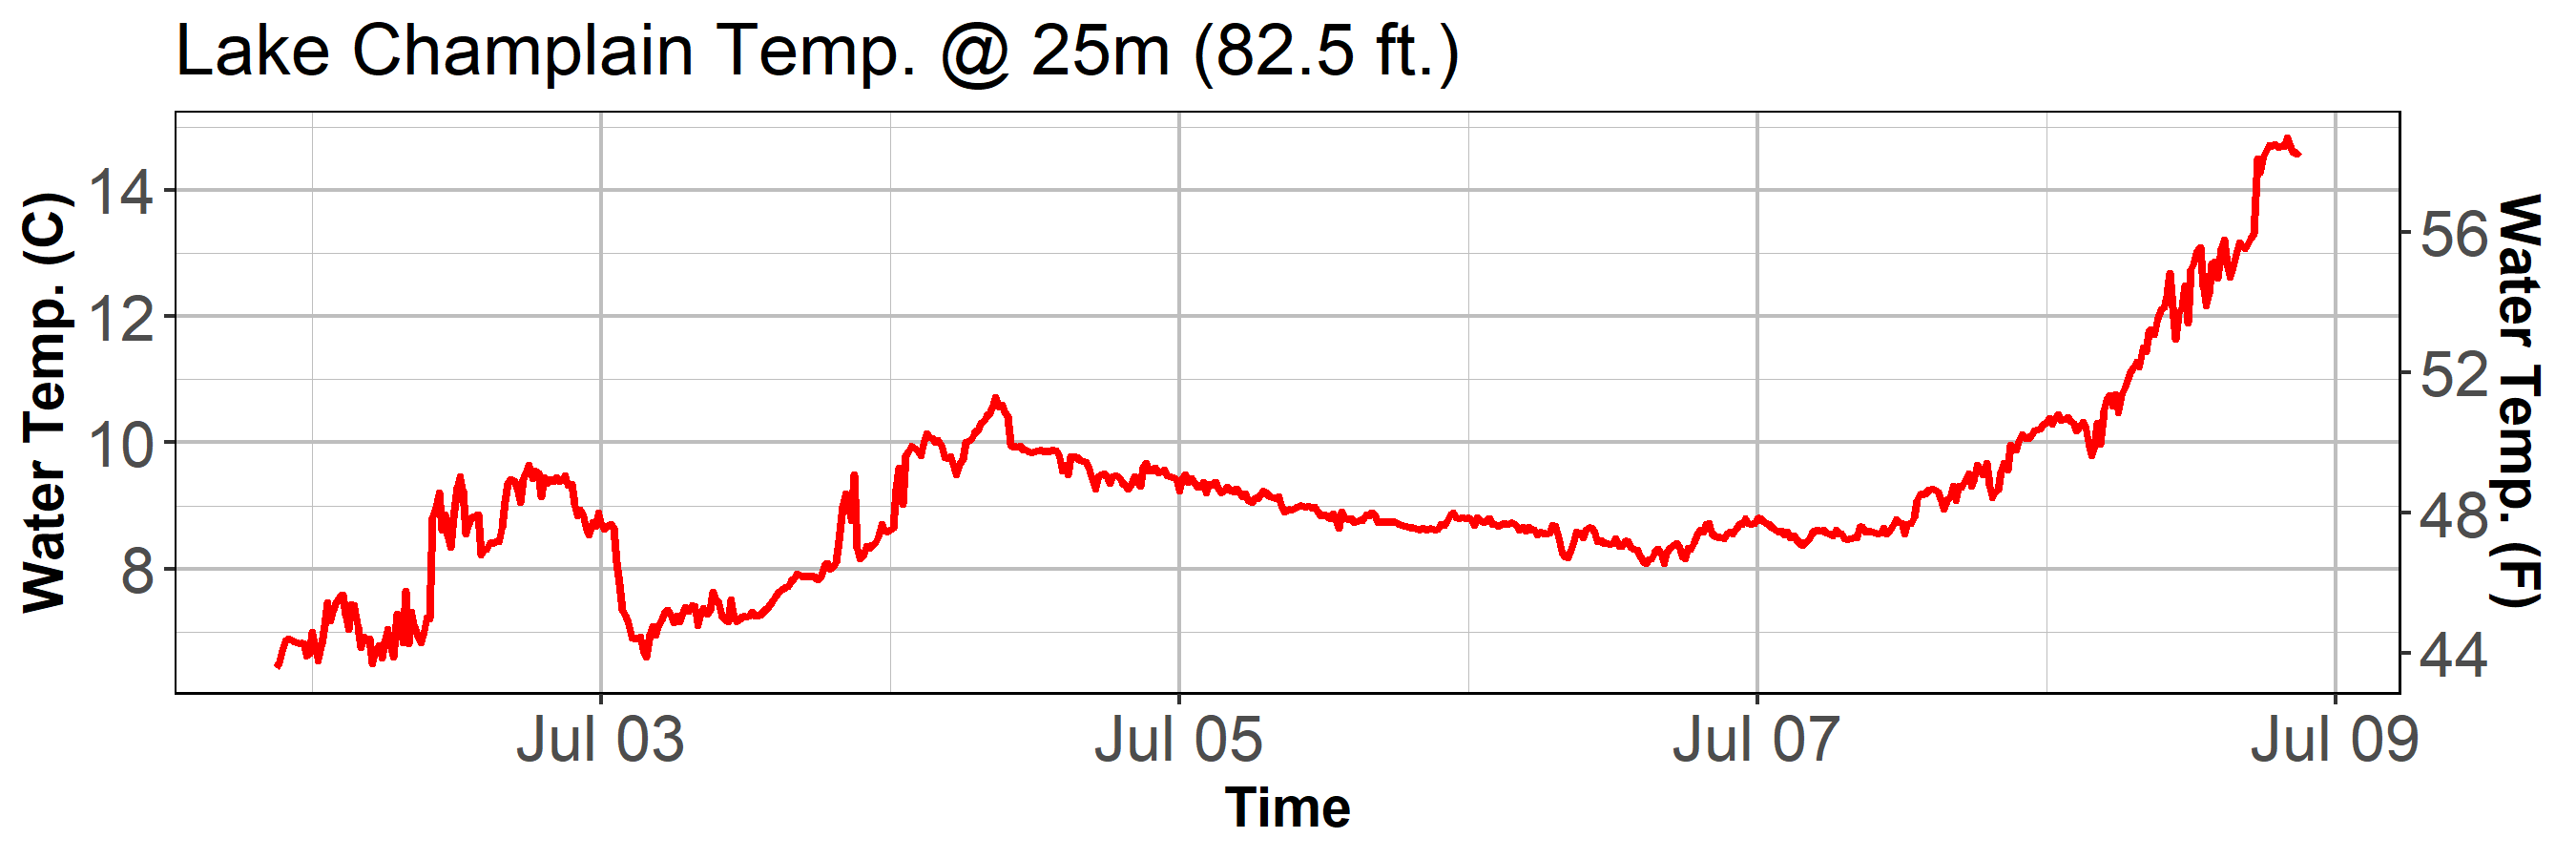 Lake Champlain Temp. @ 25m (82.5 ft.)
Water Temp. (C)
14
12
10
8
56
52
48
44
Water Temp. (F)
Jul 03 Jul 05 Jul 07 Jul 09
Time